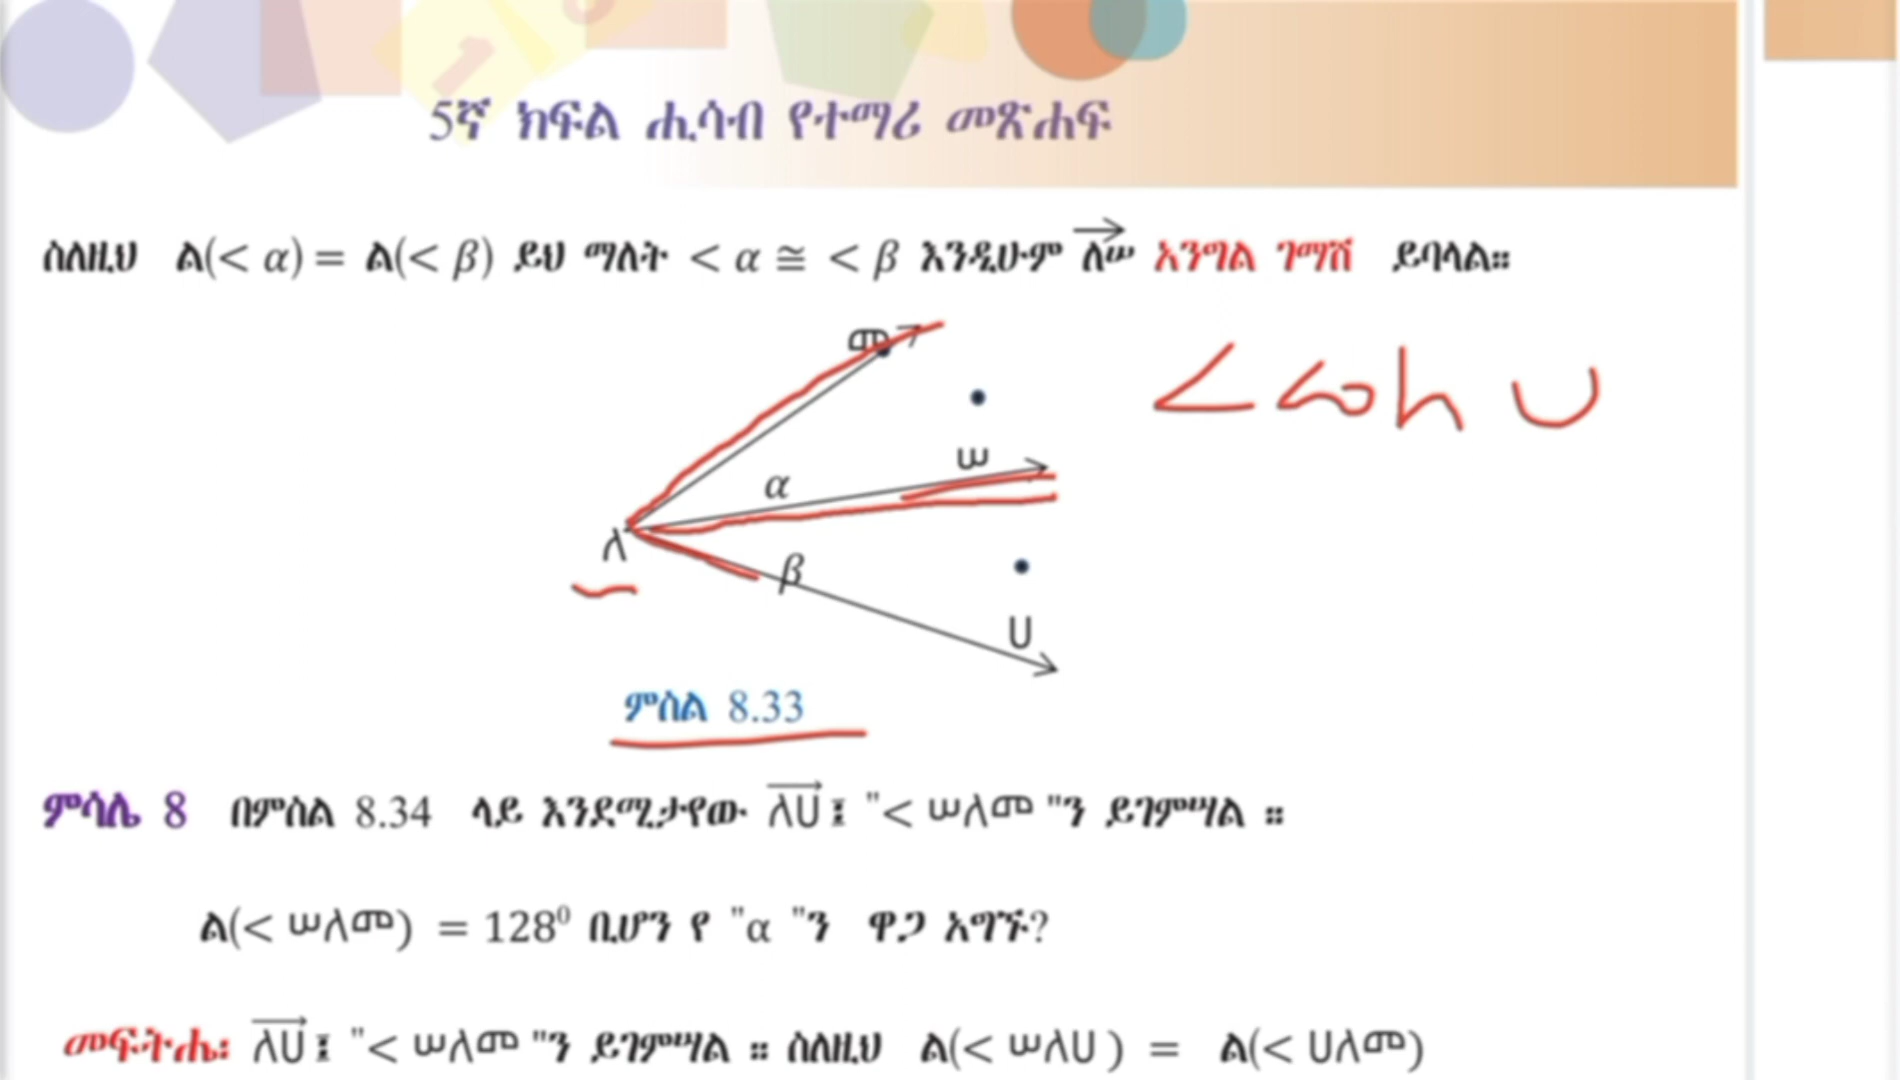 5ኛ ክፍል ሒሳብ የተማሪ መጽሐፍ
ስለዚህ ል(< α) = ል(< β) ይህ ማለት < α ≅ < β እንዲሁም ለሠ አንግል ገማሽ ይባላል።
መ
ሠ
α
ለ
β
ሀ
< መለ ሀ
ምስል 8.33
ምሳሌ 8 በምስል 8.34 ላይ እንደሚታየው ለሀ ፤ "< ሠለመ "ን ይገምሣል ።
ል(< ሠለመ) = 128⁰ ቢሆን የ "α "ን ዋጋ አግኙ?
መፍትሔ፡ ለሀ ፤ "< ሠለመ "ን ይገምሣል ። ስለዚህ ል(< ሠለሀ ) = ል(< ሀለመ)